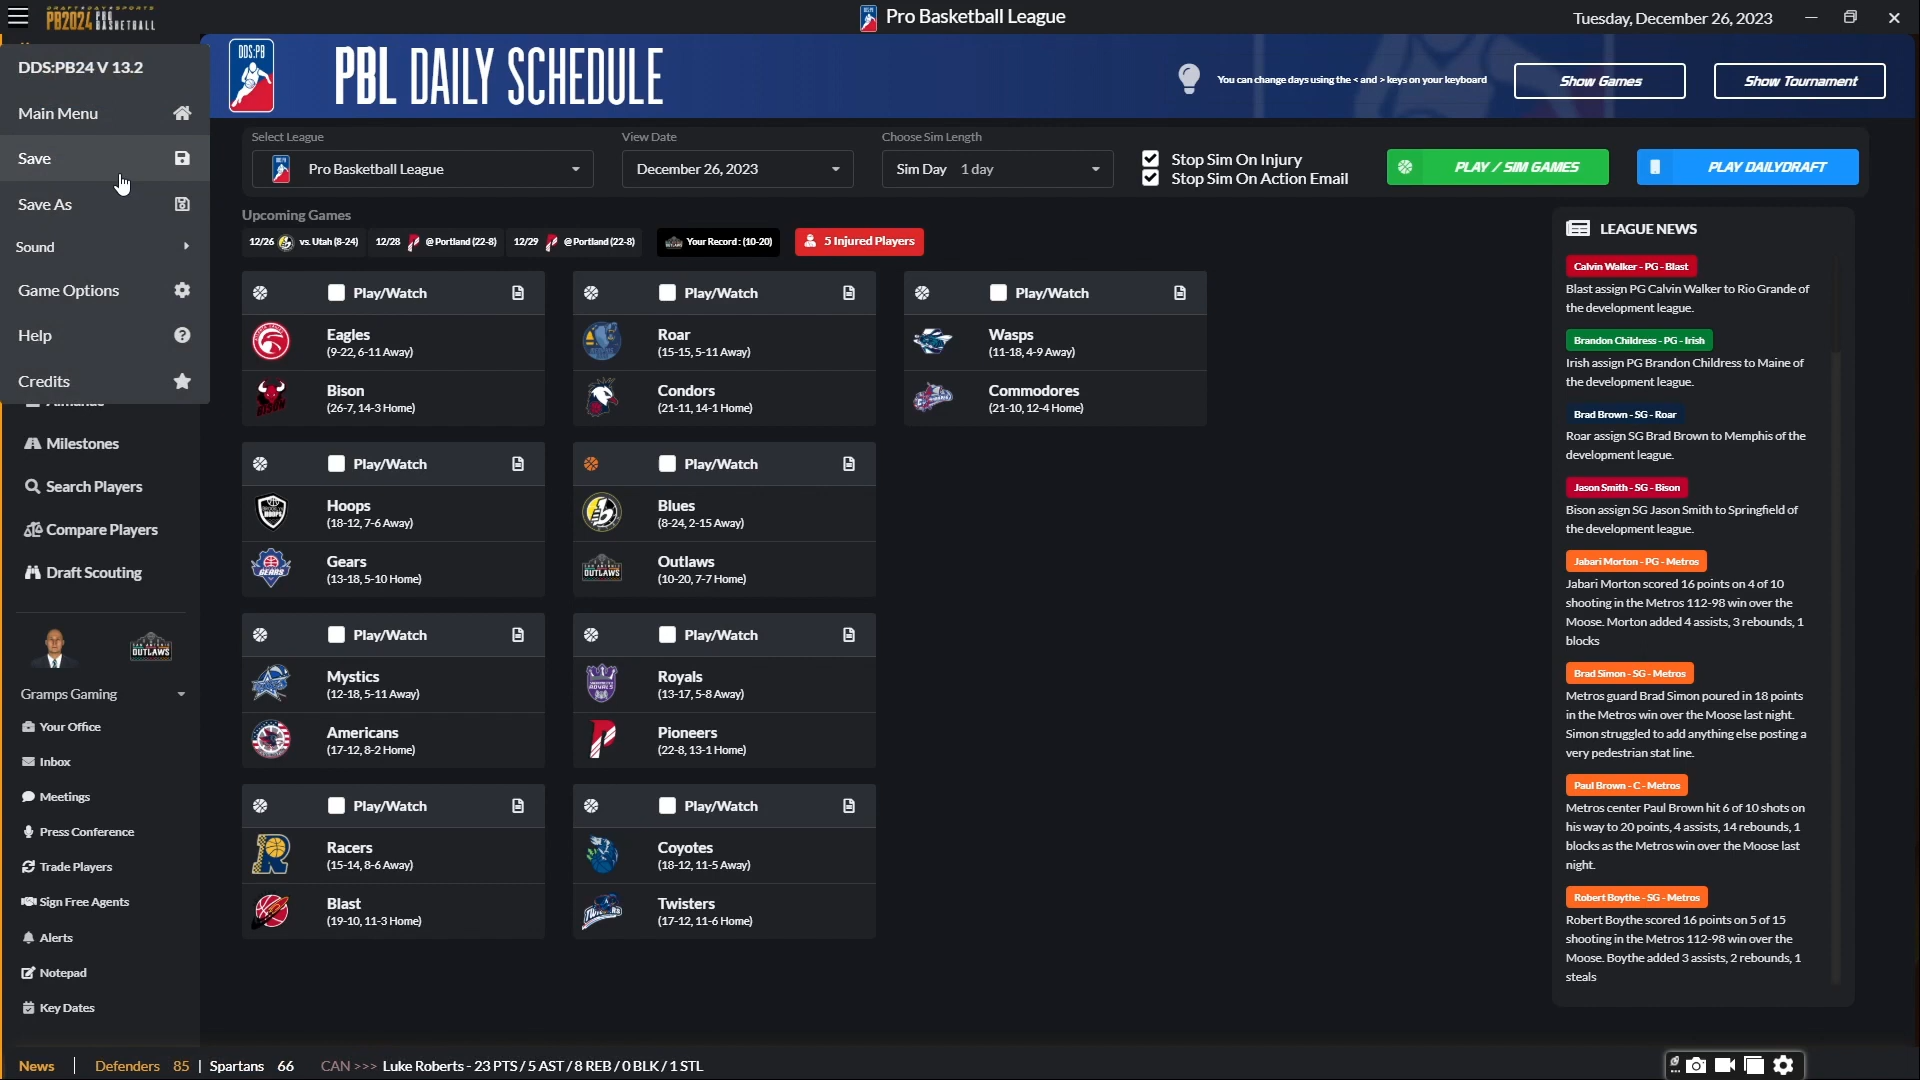 DRAFT DAY SPORTS
PB2024 PRO BASKETBALL
Pro Basketball League
Tuesday, December 26, 2023
DDS:PB24 V 13.2
Main Menu
Save
Save As
Sound
Game Options
Help
Credits
Milestones
Search Players
Compare Players
Draft Scouting
SAN ANTONIO
OUTLAWS
Gramps Gaming
Your Office
Inbox
Meetings
Press Conference
Trade Players
Sign Free Agents
Alerts
Notepad
Key Dates
DDS:PB
PBL DAILY SCHEDULE
You can change days using the < and > keys on your keyboard
Show Games
Show Tournament
Select League
Pro Basketball League
View Date
December 26, 2023
Choose Sim Length
Sim Day 1 day
Stop Sim On Injury
Stop Sim On Action Email
PLAY / SIM GAMES
PLAY DAILYDRAFT
Upcoming Games
12/26 vs. Utah (8-24)
12/28 @ Portland (22-8)
12/29 @ Portland (22-8)
Your Record : (10-20)
5 Injured Players
Play/Watch
Eagles
(9-22, 6-11 Away)
Bison
(26-7, 14-3 Home)
Play/Watch
Roar
(15-15, 5-11 Away)
Condors
(21-11, 14-1 Home)
Play/Watch
Wasps
(11-18, 4-9 Away)
Commodores
(21-10, 12-4 Home)
Play/Watch
Hoops
(18-12, 7-6 Away)
Gears
(13-18, 5-10 Home)
Play/Watch
Blues
(8-24, 2-15 Away)
Outlaws
(10-20, 7-7 Home)
Play/Watch
Mystics
(12-18, 5-11 Away)
Americans
(17-12, 8-2 Home)
Play/Watch
Royals
(13-17, 5-8 Away)
Pioneers
(22-8, 13-1 Home)
Play/Watch
Racers
(15-14, 8-6 Away)
Blast
(19-10, 11-3 Home)
Play/Watch
Coyotes
(18-12, 11-5 Away)
Twisters
(17-12, 11-6 Home)
LEAGUE NEWS
Calvin Walker - PG - Blast
Blast assign PG Calvin Walker to Rio Grande of
the development league.
Brandon Childress - PG - Irish
Irish assign PG Brandon Childress to Maine of
the development league.
Brad Brown - SG - Roar
Roar assign SG Brad Brown to Memphis of the
development league.
Jason Smith - SG - Bison
Bison assign SG Jason Smith to Springfield of
the development league.
Jabari Morton - PG - Metros
Jabari Morton scored 16 points on 4 of 10
shooting in the Metros 112-98 win over the
Moose. Morton added 4 assists, 3 rebounds, 1
blocks
Brad Simon - SG - Metros
Metros guard Brad Simon poured in 18 points
in the Metros win over the Moose last night.
Simon struggled to add anything else posting a
very pedestrian stat line.
Paul Brown - C - Metros
Metros center Paul Brown hit 6 of 10 shots on
his way to 20 points, 4 assists, 14 rebounds, 1
blocks as the Metros win over the Moose last
night.
Robert Boythe - SG - Metros
Robert Boythe scored 16 points on 5 of 15
shooting in the Metros 112-98 win over the
Moose. Boythe added 3 assists, 2 rebounds, 1
steals
News | Defenders 85 | Spartans 66 CAN >>> Luke Roberts - 23 PTS / 5 AST / 8 REB / 0 BLK / 1 STL